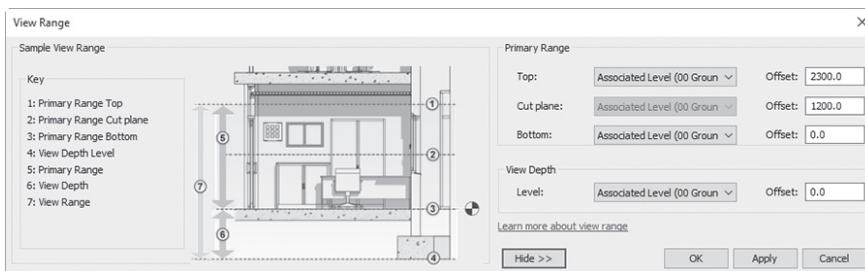 View Range
Sample View Range
Key
1: Primary Range Top
2: Primary Range Cut plane
3: Primary Range Bottom
4: View Depth Level
5: Primary Range
6: View Depth
7: View Range
1
2
3
4
5
6
7
Primary Range
Top: Associated Level (00 Groun Offset: 2300.0
Cut plane: Associated Level (00 Groun Offset: 1200.0
Bottom: Associated Level (00 Groun Offset: 0.0
View Depth
Level: Associated Level (00 Groun Offset: 0.0
Learn more about view range
Hide >> OK Apply Cancel